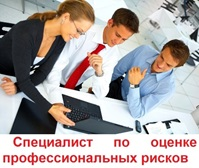 Специалист по оценке
профессиональных рисков